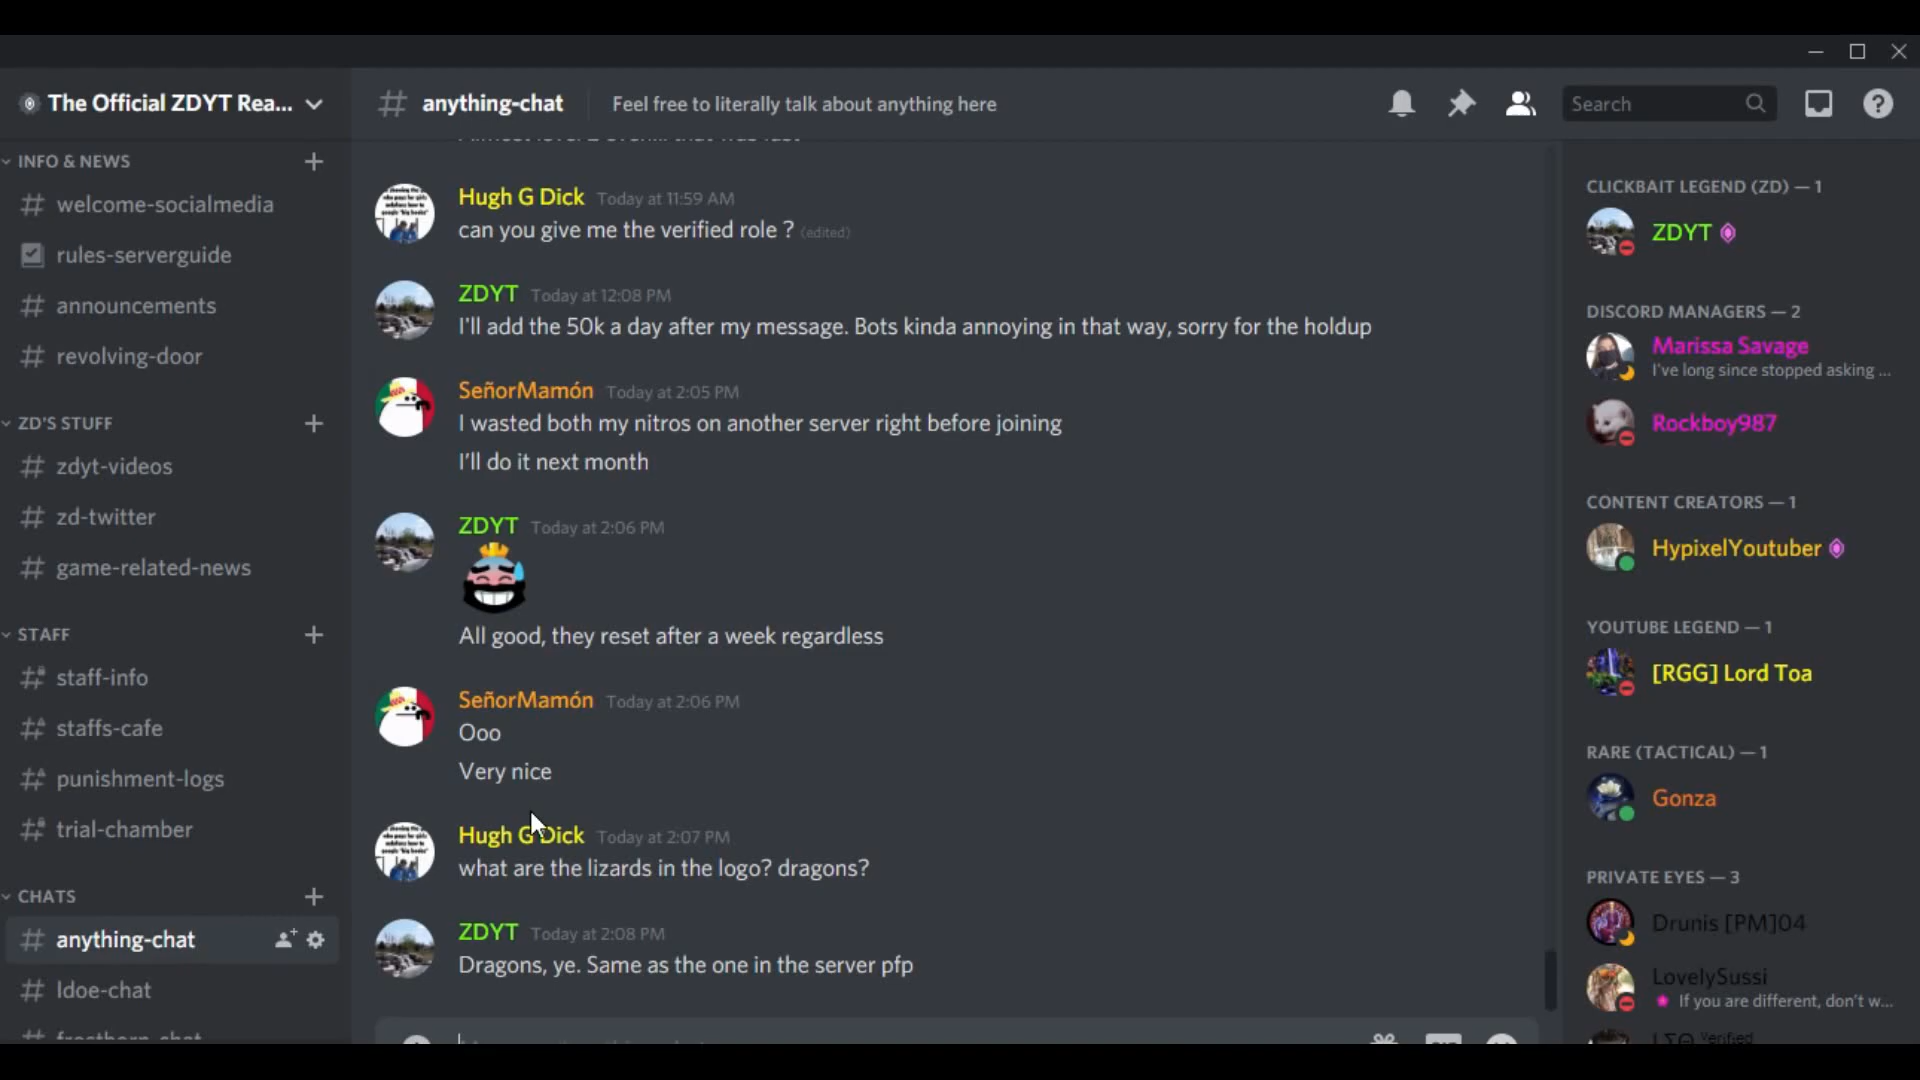 The Official ZDYT Rea...
INFO & NEWS
welcome-socialmedia
rules-serverguide
announcements
revolving-door
ZD'S STUFF
zdyt-videos
zd-twitter
game-related-news
STAFF
staff-info
staffs-cafe
punishment-logs
trial-chamber
CHATS
anything-chat
ldoe-chat
anything-chat
Feel free to literally talk about anything here
Search
Hugh G Dick Today at 11:59 AM
can you give me the verified role ? (edited)
ZDYT Today at 12:08 PM
I'll add the 50k a day after my message. Bots kinda annoying in that way, sorry for the holdup
SeñorMamón Today at 2:05 PM
I wasted both my nitros on another server right before joining
I'll do it next month
ZDYT Today at 2:06 PM
All good, they reset after a week regardless
SeñorMamón Today at 2:06 PM
Ooo
Very nice
Hugh G Dick Today at 2:07 PM
what are the lizards in the logo? dragons?
ZDYT Today at 2:08 PM
Dragons, ye. Same as the one in the server pfp
CLICKBAIT LEGEND (ZD) — 1
ZDYT
DISCORD MANAGERS — 2
Marissa Savage
I've long since stopped asking ...
Rockboy987
CONTENT CREATORS — 1
HypixelYoutuber
YOUTUBE LEGEND — 1
[RGG] Lord Toa
RARE (TACTICAL) — 1
Gonza
PRIVATE EYES — 3
Drunis [PM]04
LovelySussi
If you are different, don't w...